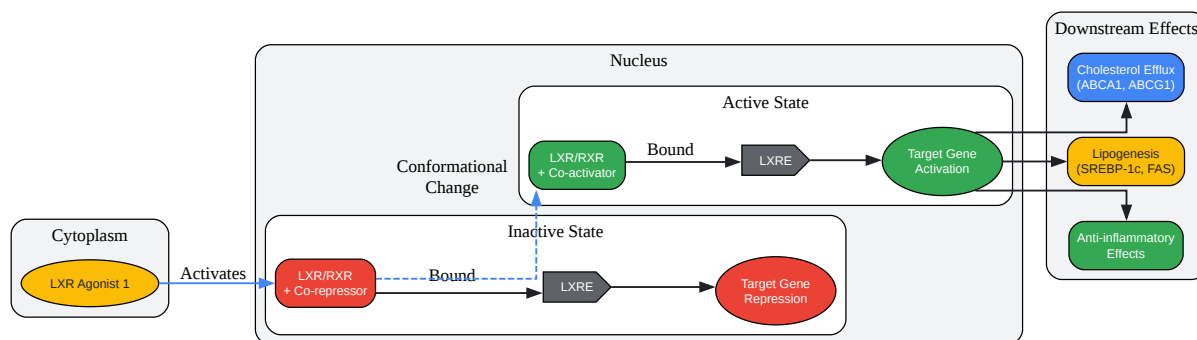 Downstream Effects
Cholesterol Efflux
(ABCA1, ABCG1)
Lipogenesis
(SREBP-1c, FAS)
Anti-inflammatory
Effects
Nucleus
Active State
LXR/RXR
+ Co-activator
Bound
LXRE
Target Gene
Activation
Conformational
Change
Inactive State
LXR/RXR
+ Co-repressor
Bound
LXRE
Target Gene
Repression
Cytoplasm
LXR Agonist 1
Activates